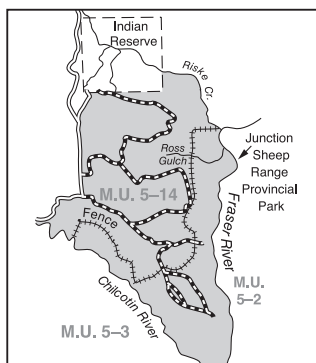 Indian
Reserve
Riske Cr.
Junction
Sheep
Range
Provincial
Park
Ross
Gulch
M.U. 5–14
Fence
Fraser River
M.U.
5–2
Chilcotin River
M.U. 5–3